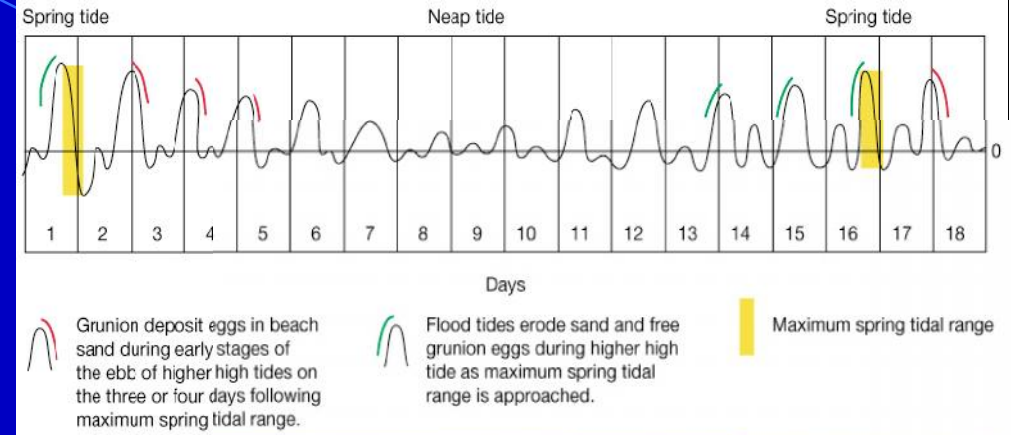 Spring tide Neap tide Spring tide
0
1 2 3 4 5 6 7 8 9 10 11 12 13 14 15 16 17 18
Days
Grunion deposit eggs in beach
sand during early stages of
the ebb of higher high tides on
the three or four days following
maximum spring tidal range.
Flood tides erode sand and free
grunion eggs during higher high
tide as maximum spring tidal
range is approached.
Maximum spring tidal range